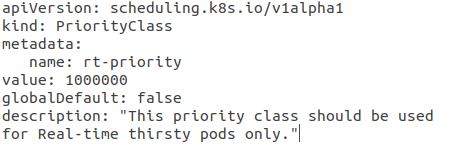 apiVersion: scheduling.k8s.io/v1alpha1
kind: PriorityClass
metadata:
   name: rt-priority
value: 1000000
globalDefault: false
description: "This priority class should be used
for Real-time thirsty pods only."